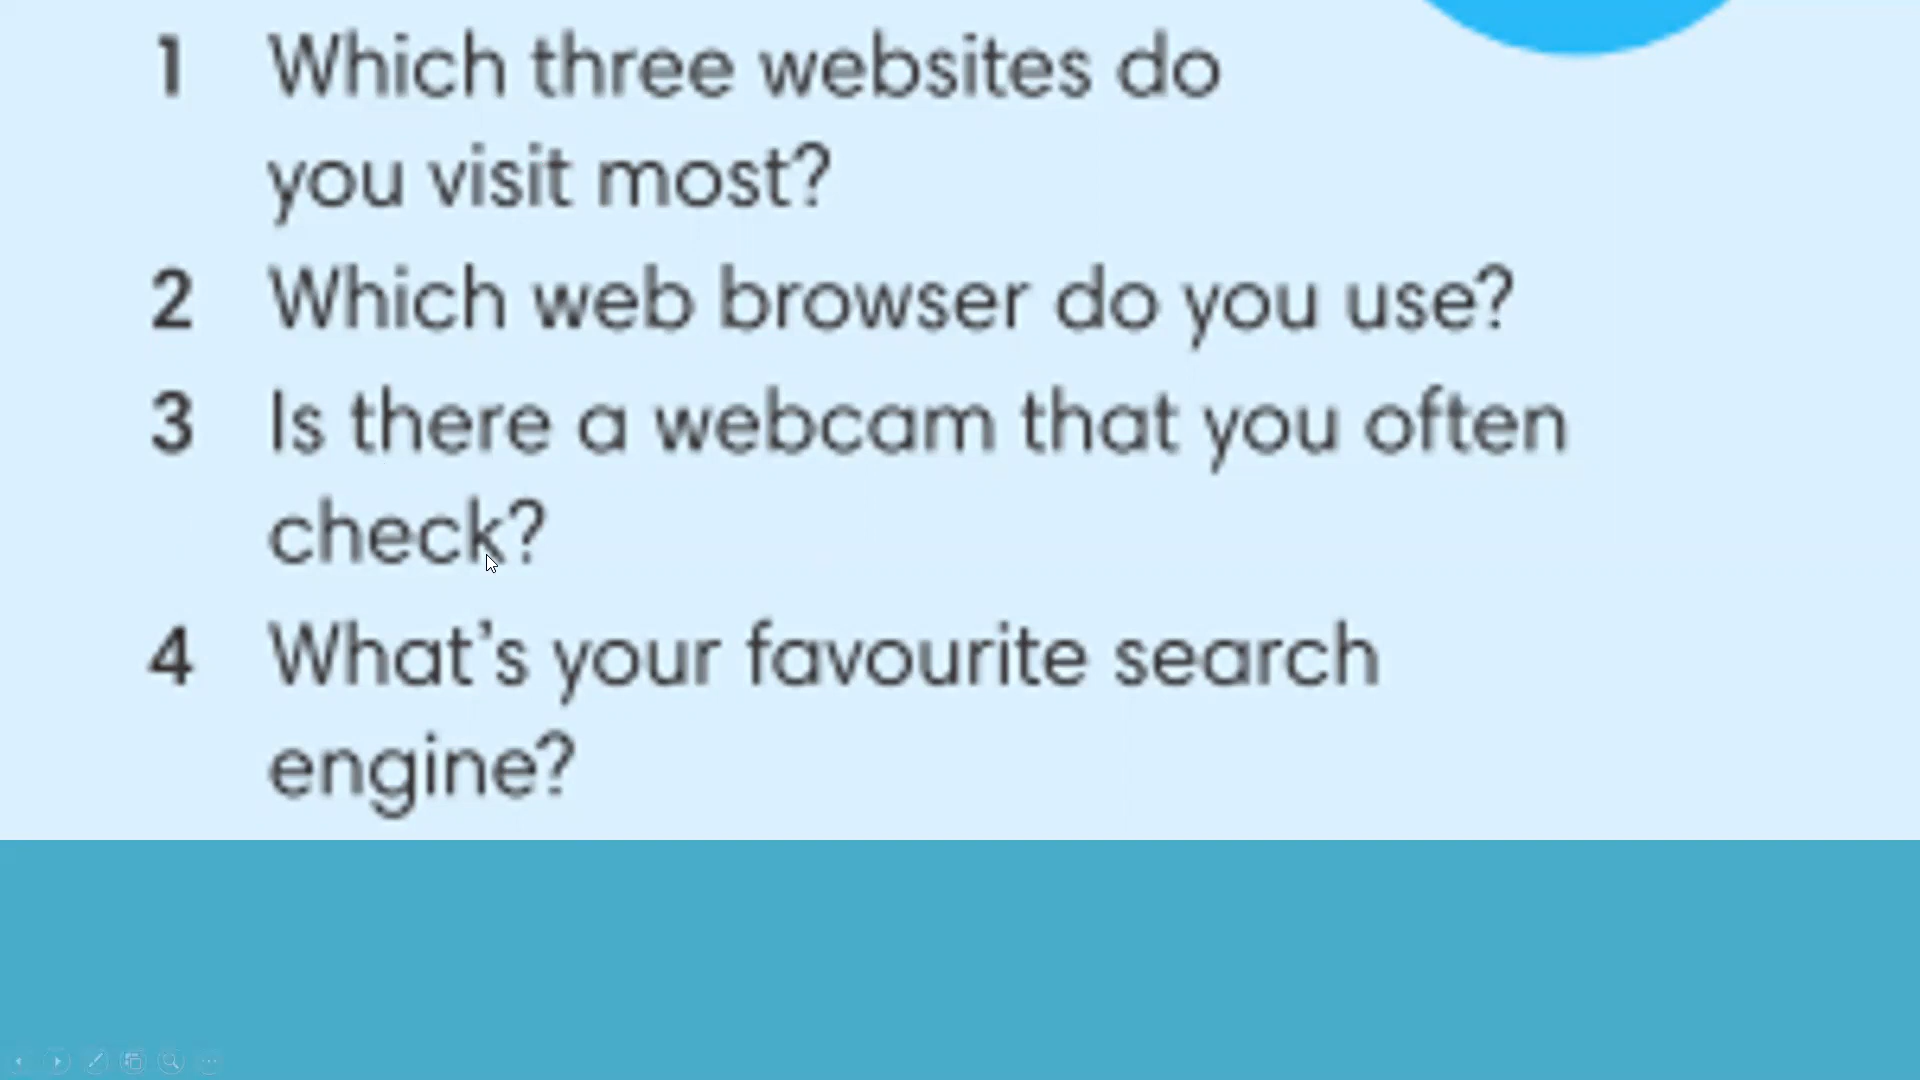 1 Which three websites do
you visit most?
2 Which web browser do you use?
3 Is there a webcam that you often
check?
4 What's your favourite search
engine?